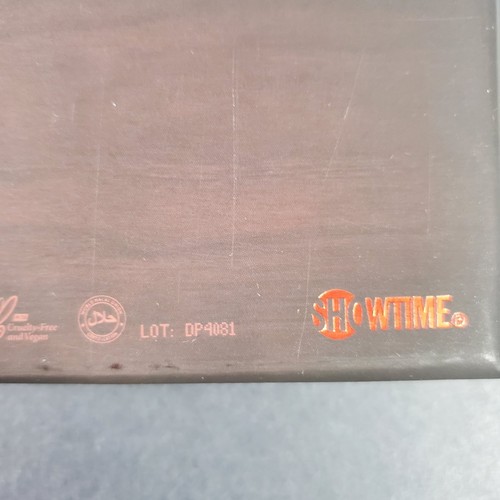 Cruelty-Free
and Vegan
LOT: DP4081
SHOWTIME